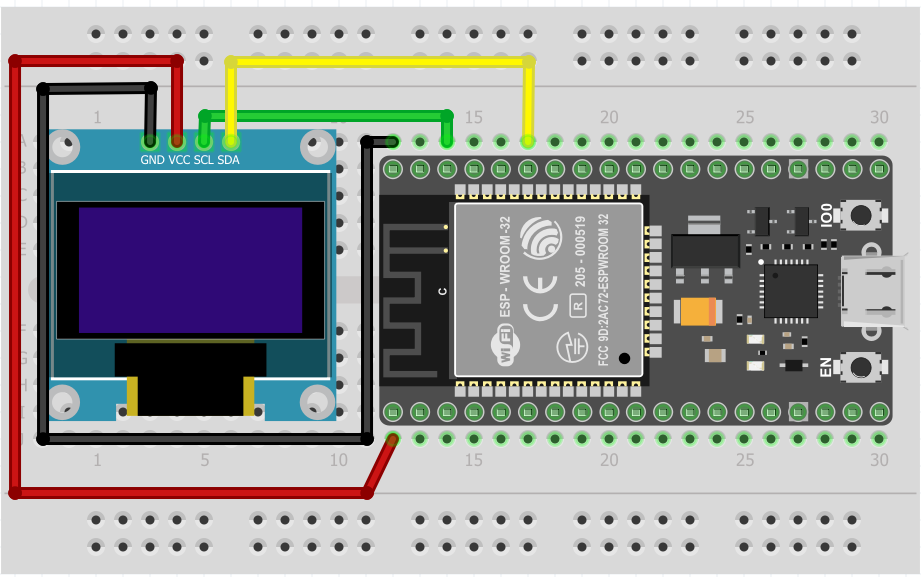 1 15 20 25 30
A
GND VCC SCL SDA
ESP - WROOM -32
CE
WiFi
R 205 - 000519
FCC 9D:2AC72-ESPWROOM 32
C
IO0
EN
1 5 10 15 20 25 30